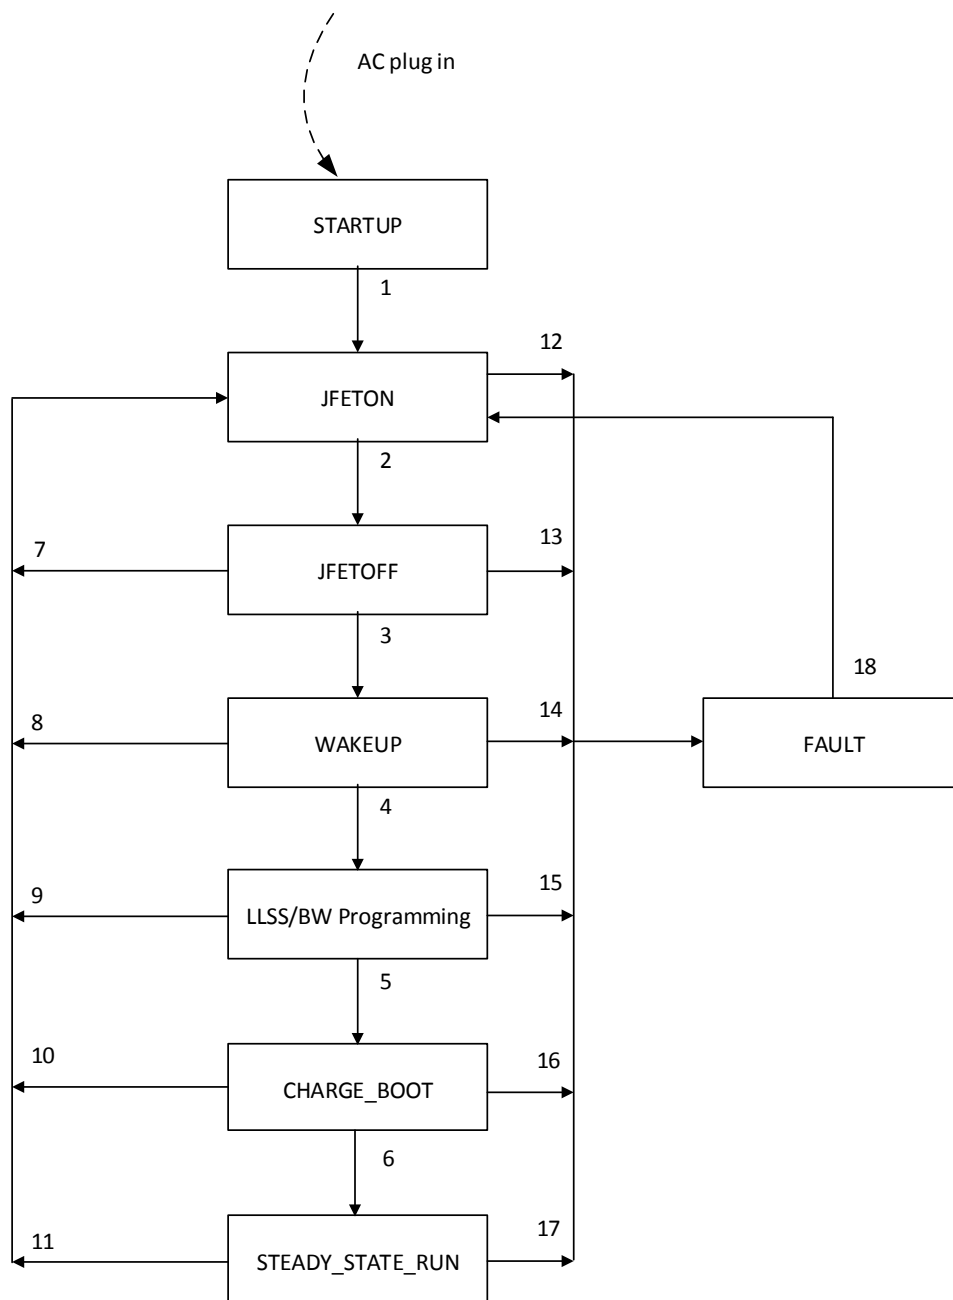 AC plug in
STARTUP
1
12
JFETON
2
7
13
JFETOFF
3
18
8
14
WAKEUP
FAULT
4
9
15
LLSS/BW Programming
5
10
16
CHARGE_BOOT
6
11
17
STEADY_STATE_RUN